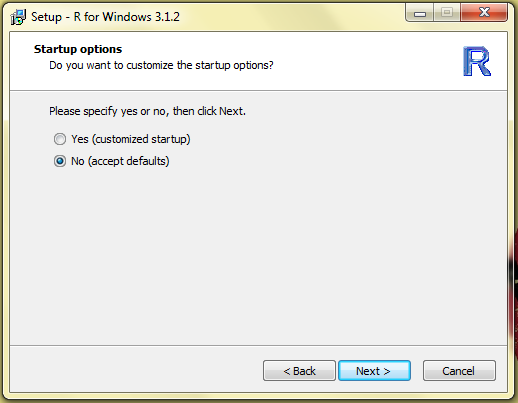 Setup - R for Windows 3.1.2
Startup options
Do you want to customize the startup options?
R
Please specify yes or no, then click Next.
Yes (customized startup)
No (accept defaults)
< Back
Next >
Cancel